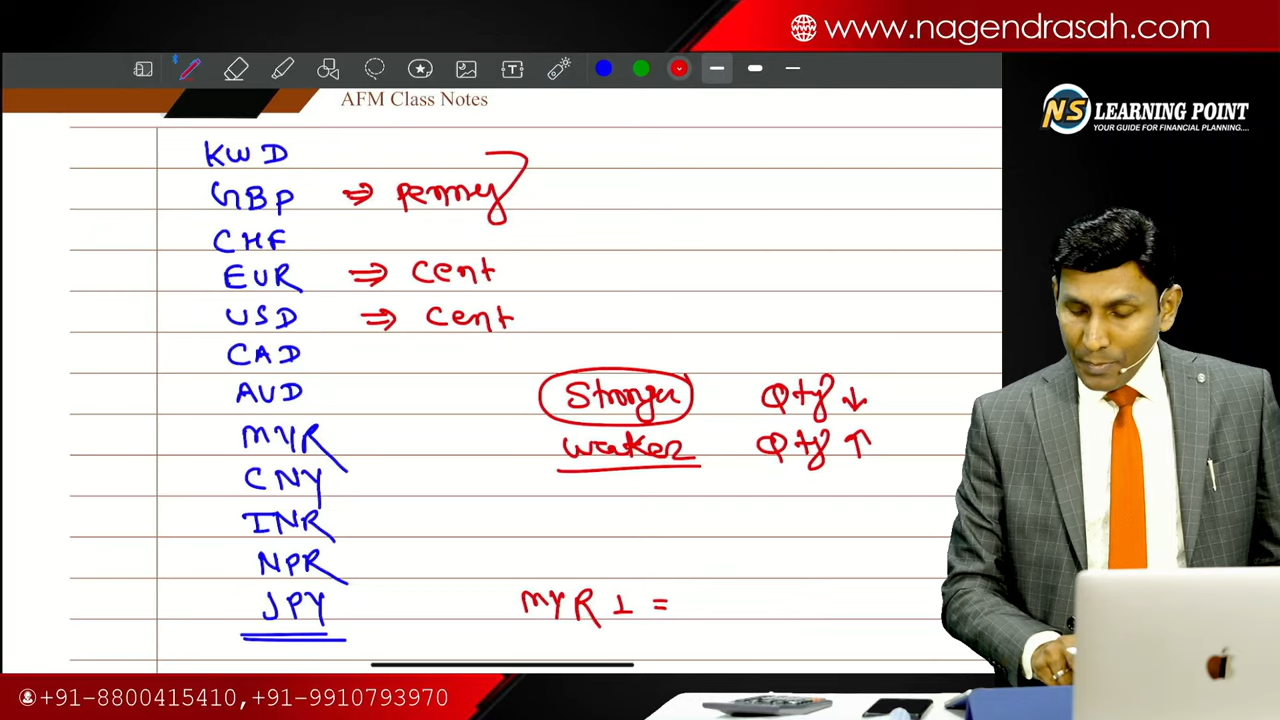 www.nagendrasah.com
AFM Class Notes
NS LEARNING POINT
YOUR GUIDE FOR FINANCIAL PLANNING....
KWD
GBP ⇒ penney
CHF
EUR ⇒ cent
USD ⇒ cent
CAD
AUD
Stronger Qty ↓
weaker Qty ↑
MYR
CNY
INR
NPR
JPY
MYR 1 =
+91-8800415410,+91-9910793970